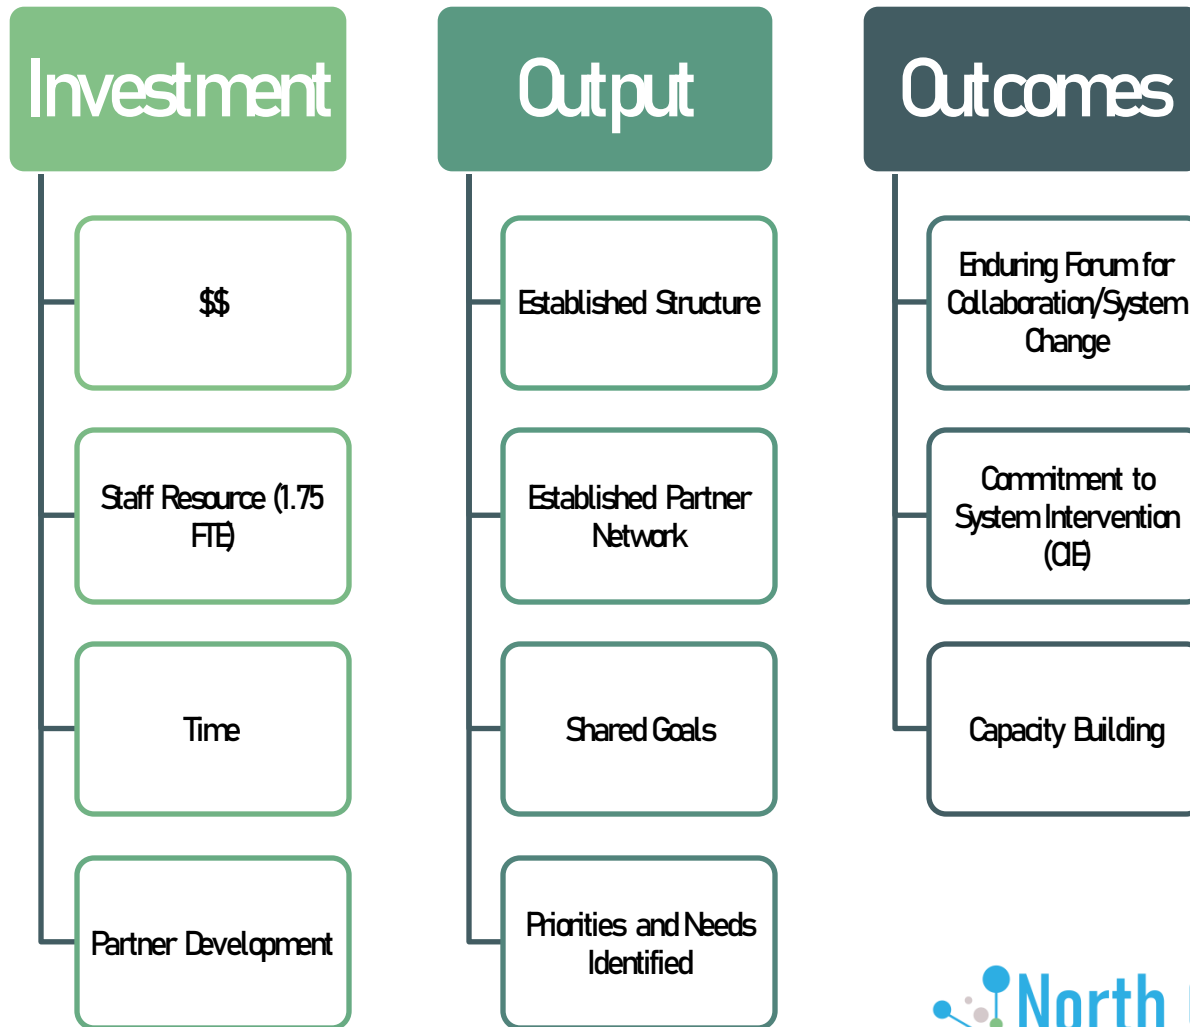 Investment
$$
Staff Resource (1.75
FTE)
Time
Partner Development
Output
Established Structure
Established Partner
Network
Shared Goals
Priorities and Needs
Identified
Outcomes
Enduring Forum for
Collaboration/System
Change
Commitment to
System Intervention
(CIE)
Capacity Building
North